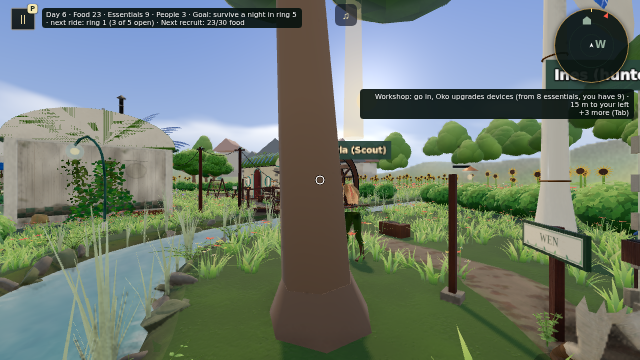 P
Day 6 · Food 23 · Essentials 9 · People 3 · Goal: survive a night in ring 5
· next ride: ring 1 (3 of 5 open) · Next recruit: 23/30 food
W
Workshop: go in, Oko upgrades devices (from 8 essentials, you have 9) ·
15 m to your left
+3 more (Tab)
(Scout)
WEN